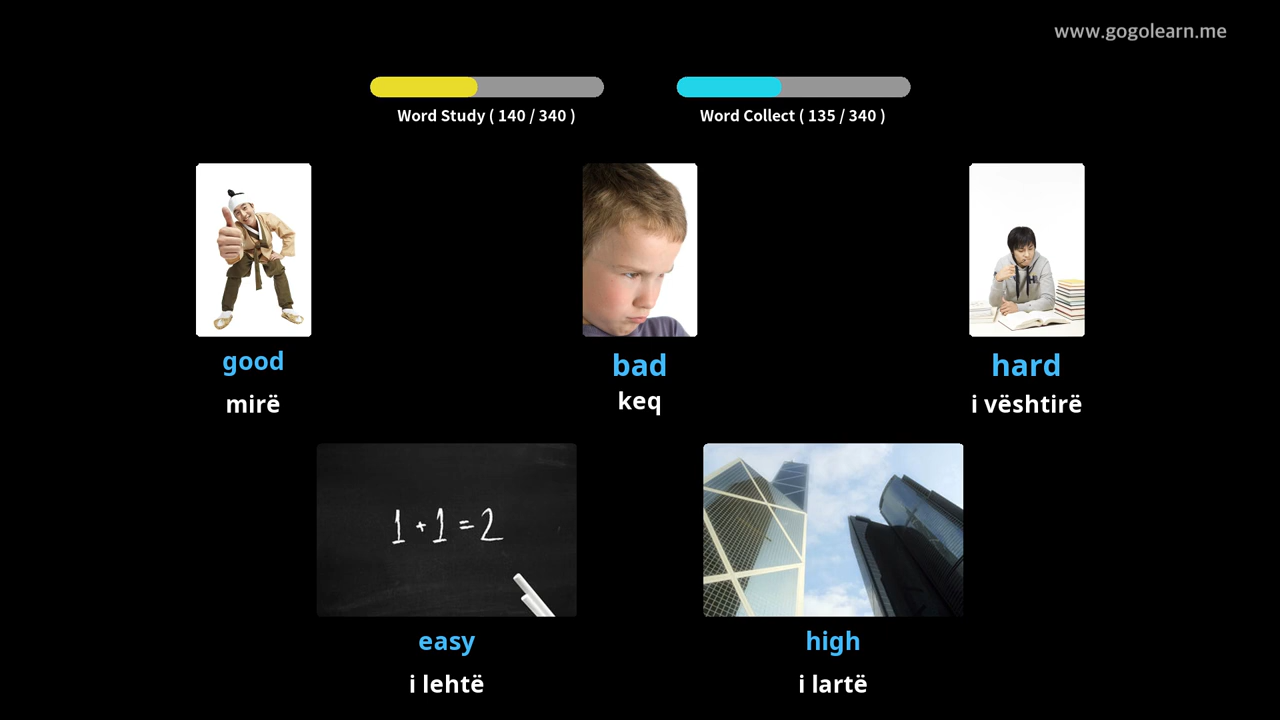 www.gogolearn.me
Word Study ( 140 / 340 )
Word Collect ( 135 / 340 )
good
mirë
bad
keq
hard
i vështirë
1 + 1 = 2
easy
i lehtë
high
i lartë